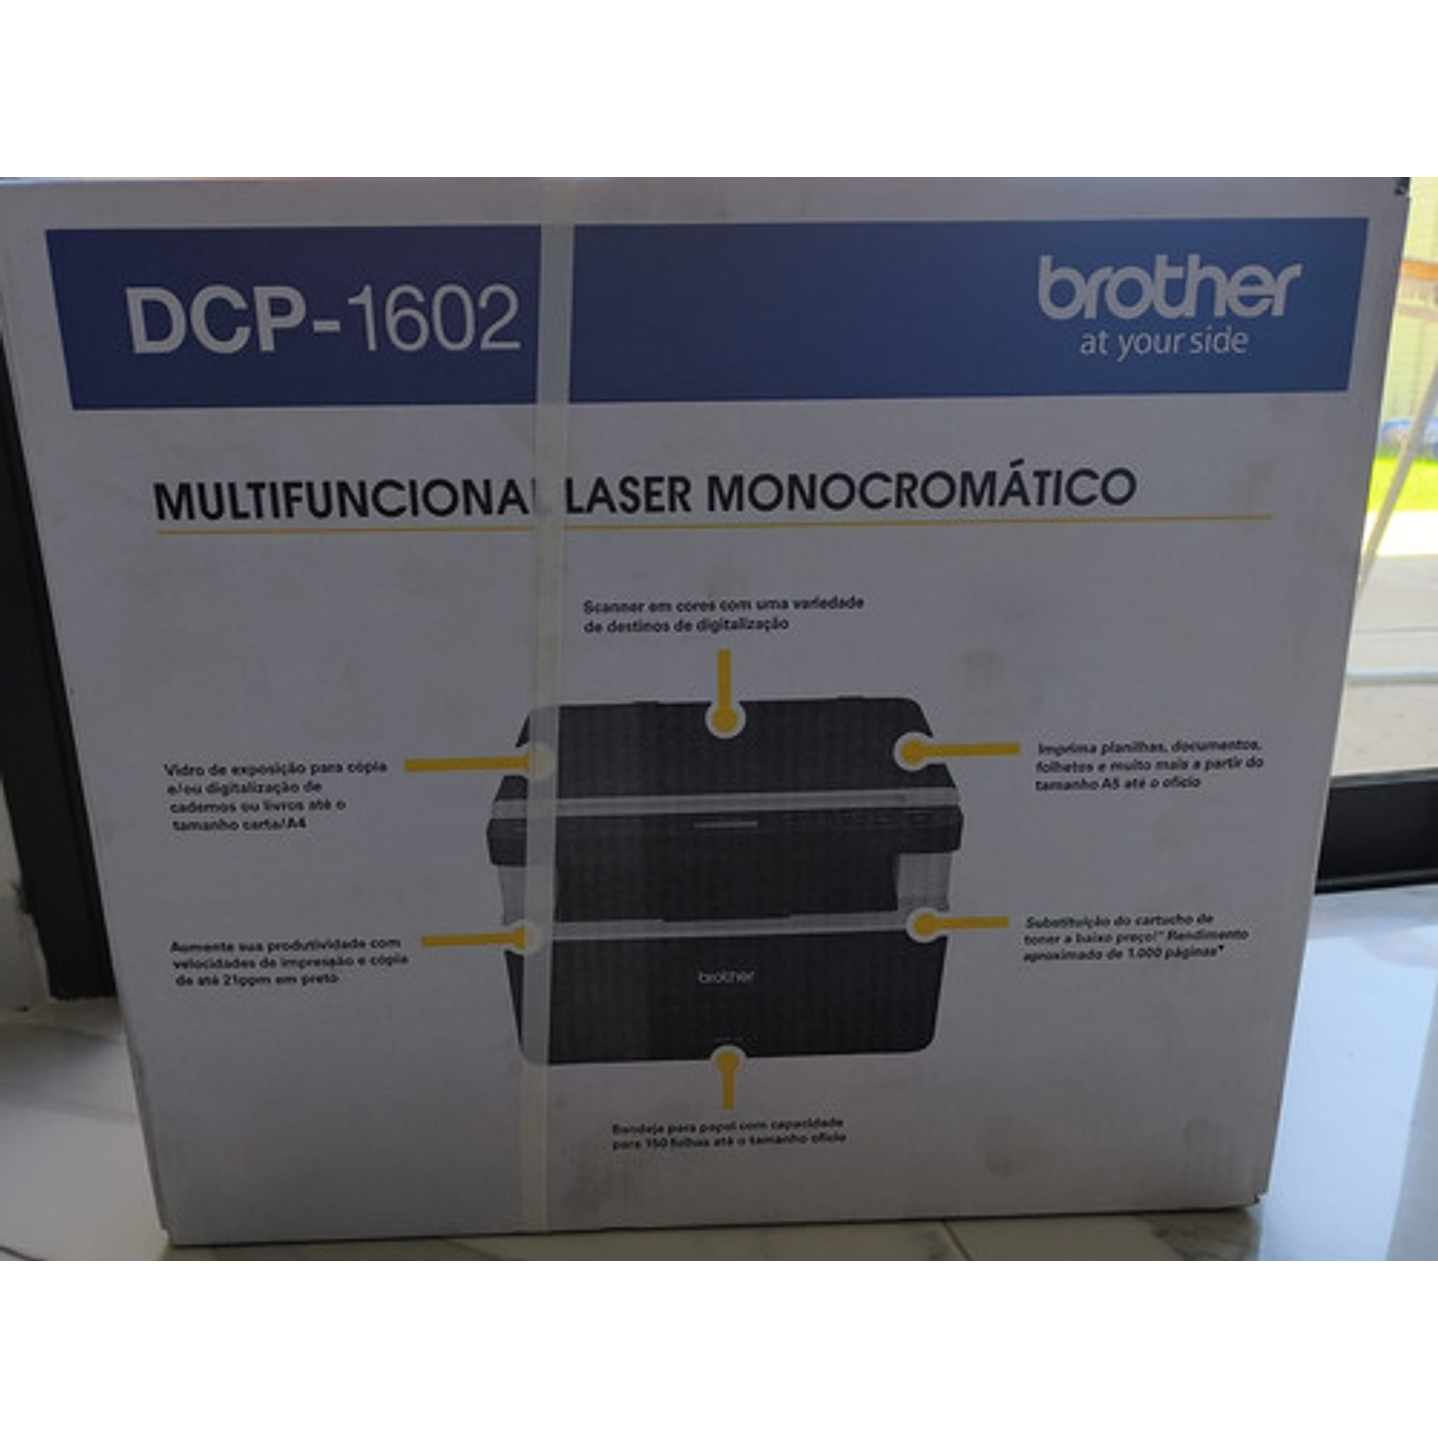 DCP-1602
brother
at your side
MULTIFUNCIONAL LASER MONOCROMÁTICO
Scanner em cores com uma variedade
de destinos de digitalização
Vidro de exposição para cópia
e/ou digitalização de
cadernos ou livros até o
tamanho carta/A4
Imprima planilhas, documentos,
folhetos e muito mais a partir do
tamanho A5 até o ofício
Aumente sua produtividade com
velocidades de impressão e cópia
de até 21ppm em preto
Substituição do cartucho de
toner a baixo preço!* Rendimento
aproximado de 1.000 páginas▼
brother
Bandeja para papel com capacidade
para 150 folhas até o tamanho ofício